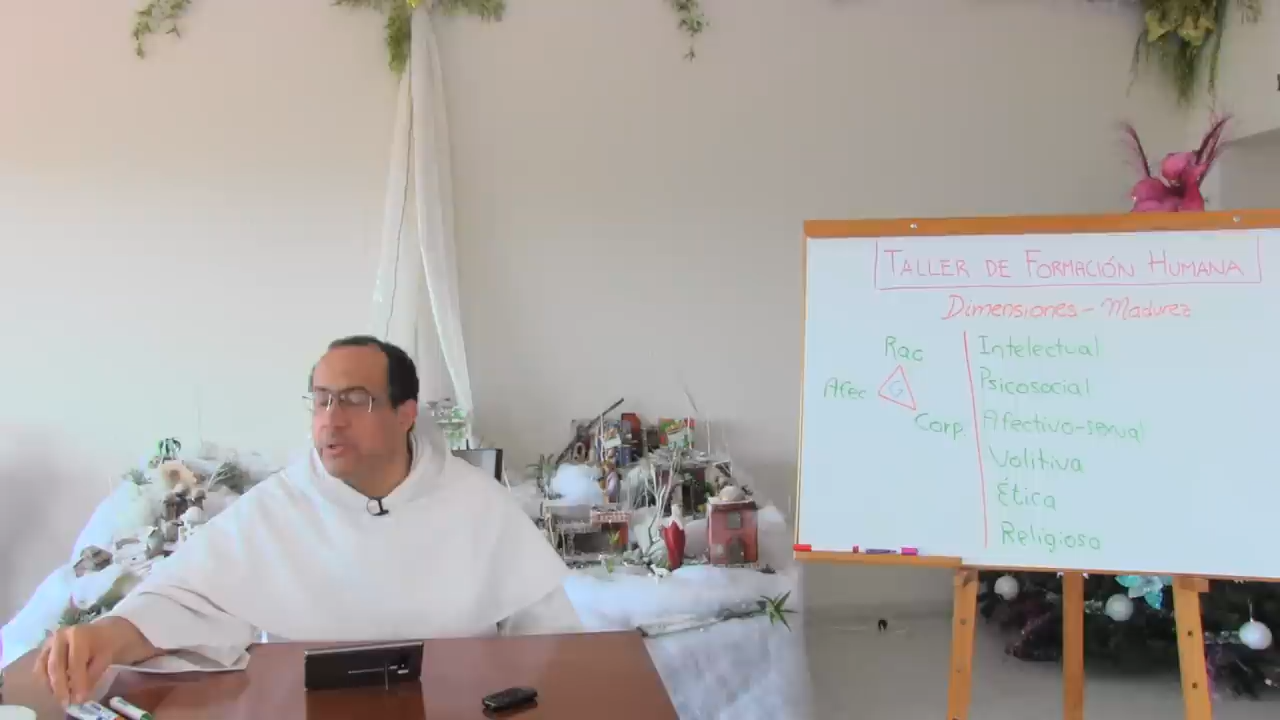 TALLER DE FORMACIÓN HUMANA
Dimensiones - Madurez
Rac
Afec
G
Corp
Intelectual
Psicosocial
Afectivo-sexual
Volitiva
Ética
Religiosa